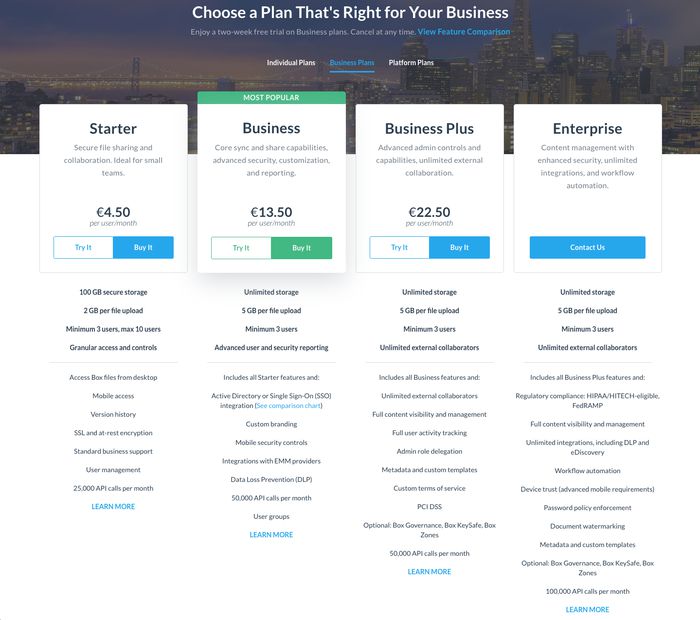 Choose a Plan That's Right for Your Business
Enjoy a two-week free trial on Business plans. Cancel at any time. View Feature Comparison
Individual Plans
Business Plans
Platform Plans
Starter
Secure file sharing and
collaboration. Ideal for small
teams.
€4.50
per user/month
Try It
Buy It
100 GB secure storage
2 GB per file upload
Minimum 3 users, max 10 users
Granular access and controls
Access Box files from desktop
Mobile access
Version history
SSL and at-rest encryption
Standard business support
User management
25,000 API calls per month
LEARN MORE
MOST POPULAR
Business
Core sync and share capabilities,
advanced security, customization,
and reporting.
€13.50
per user/month
Try It
Buy It
Unlimited storage
5 GB per file upload
Minimum 3 users
Advanced user and security reporting
Includes all Starter features and:
Active Directory or Single Sign-On (SSO)
integration (See comparison chart)
Custom branding
Mobile security controls
Integrations with EMM providers
Data Loss Prevention (DLP)
50,000 API calls per month
User groups
LEARN MORE
Business Plus
Advanced admin controls and
capabilities, unlimited external
collaboration.
€22.50
per user/month
Try It
Buy It
Unlimited storage
5 GB per file upload
Minimum 3 users
Unlimited external collaborators
Includes all Business features and:
Unlimited external collaborators
Full content visibility and management
Full user activity tracking
Admin role delegation
Metadata and custom templates
Custom terms of service
PCI DSS
Optional: Box Governance, Box KeySafe, Box
Zones
50,000 API calls per month
LEARN MORE
Enterprise
Content management with
enhanced security, unlimited
integrations, and workflow
automation.
Contact Us
Unlimited storage
5 GB per file upload
Minimum 3 users
Unlimited external collaborators
Includes all Business Plus features and:
Regulatory compliance: HIPAA/HITECH-eligible,
FedRAMP
Full content visibility and management
Unlimited integrations, including DLP and
eDiscovery
Workflow automation
Device trust (advanced mobile requirements)
Password policy enforcement
Document watermarking
Metadata and custom templates
Optional: Box Governance, Box KeySafe, Box
Zones
100,000 API calls per month
LEARN MORE